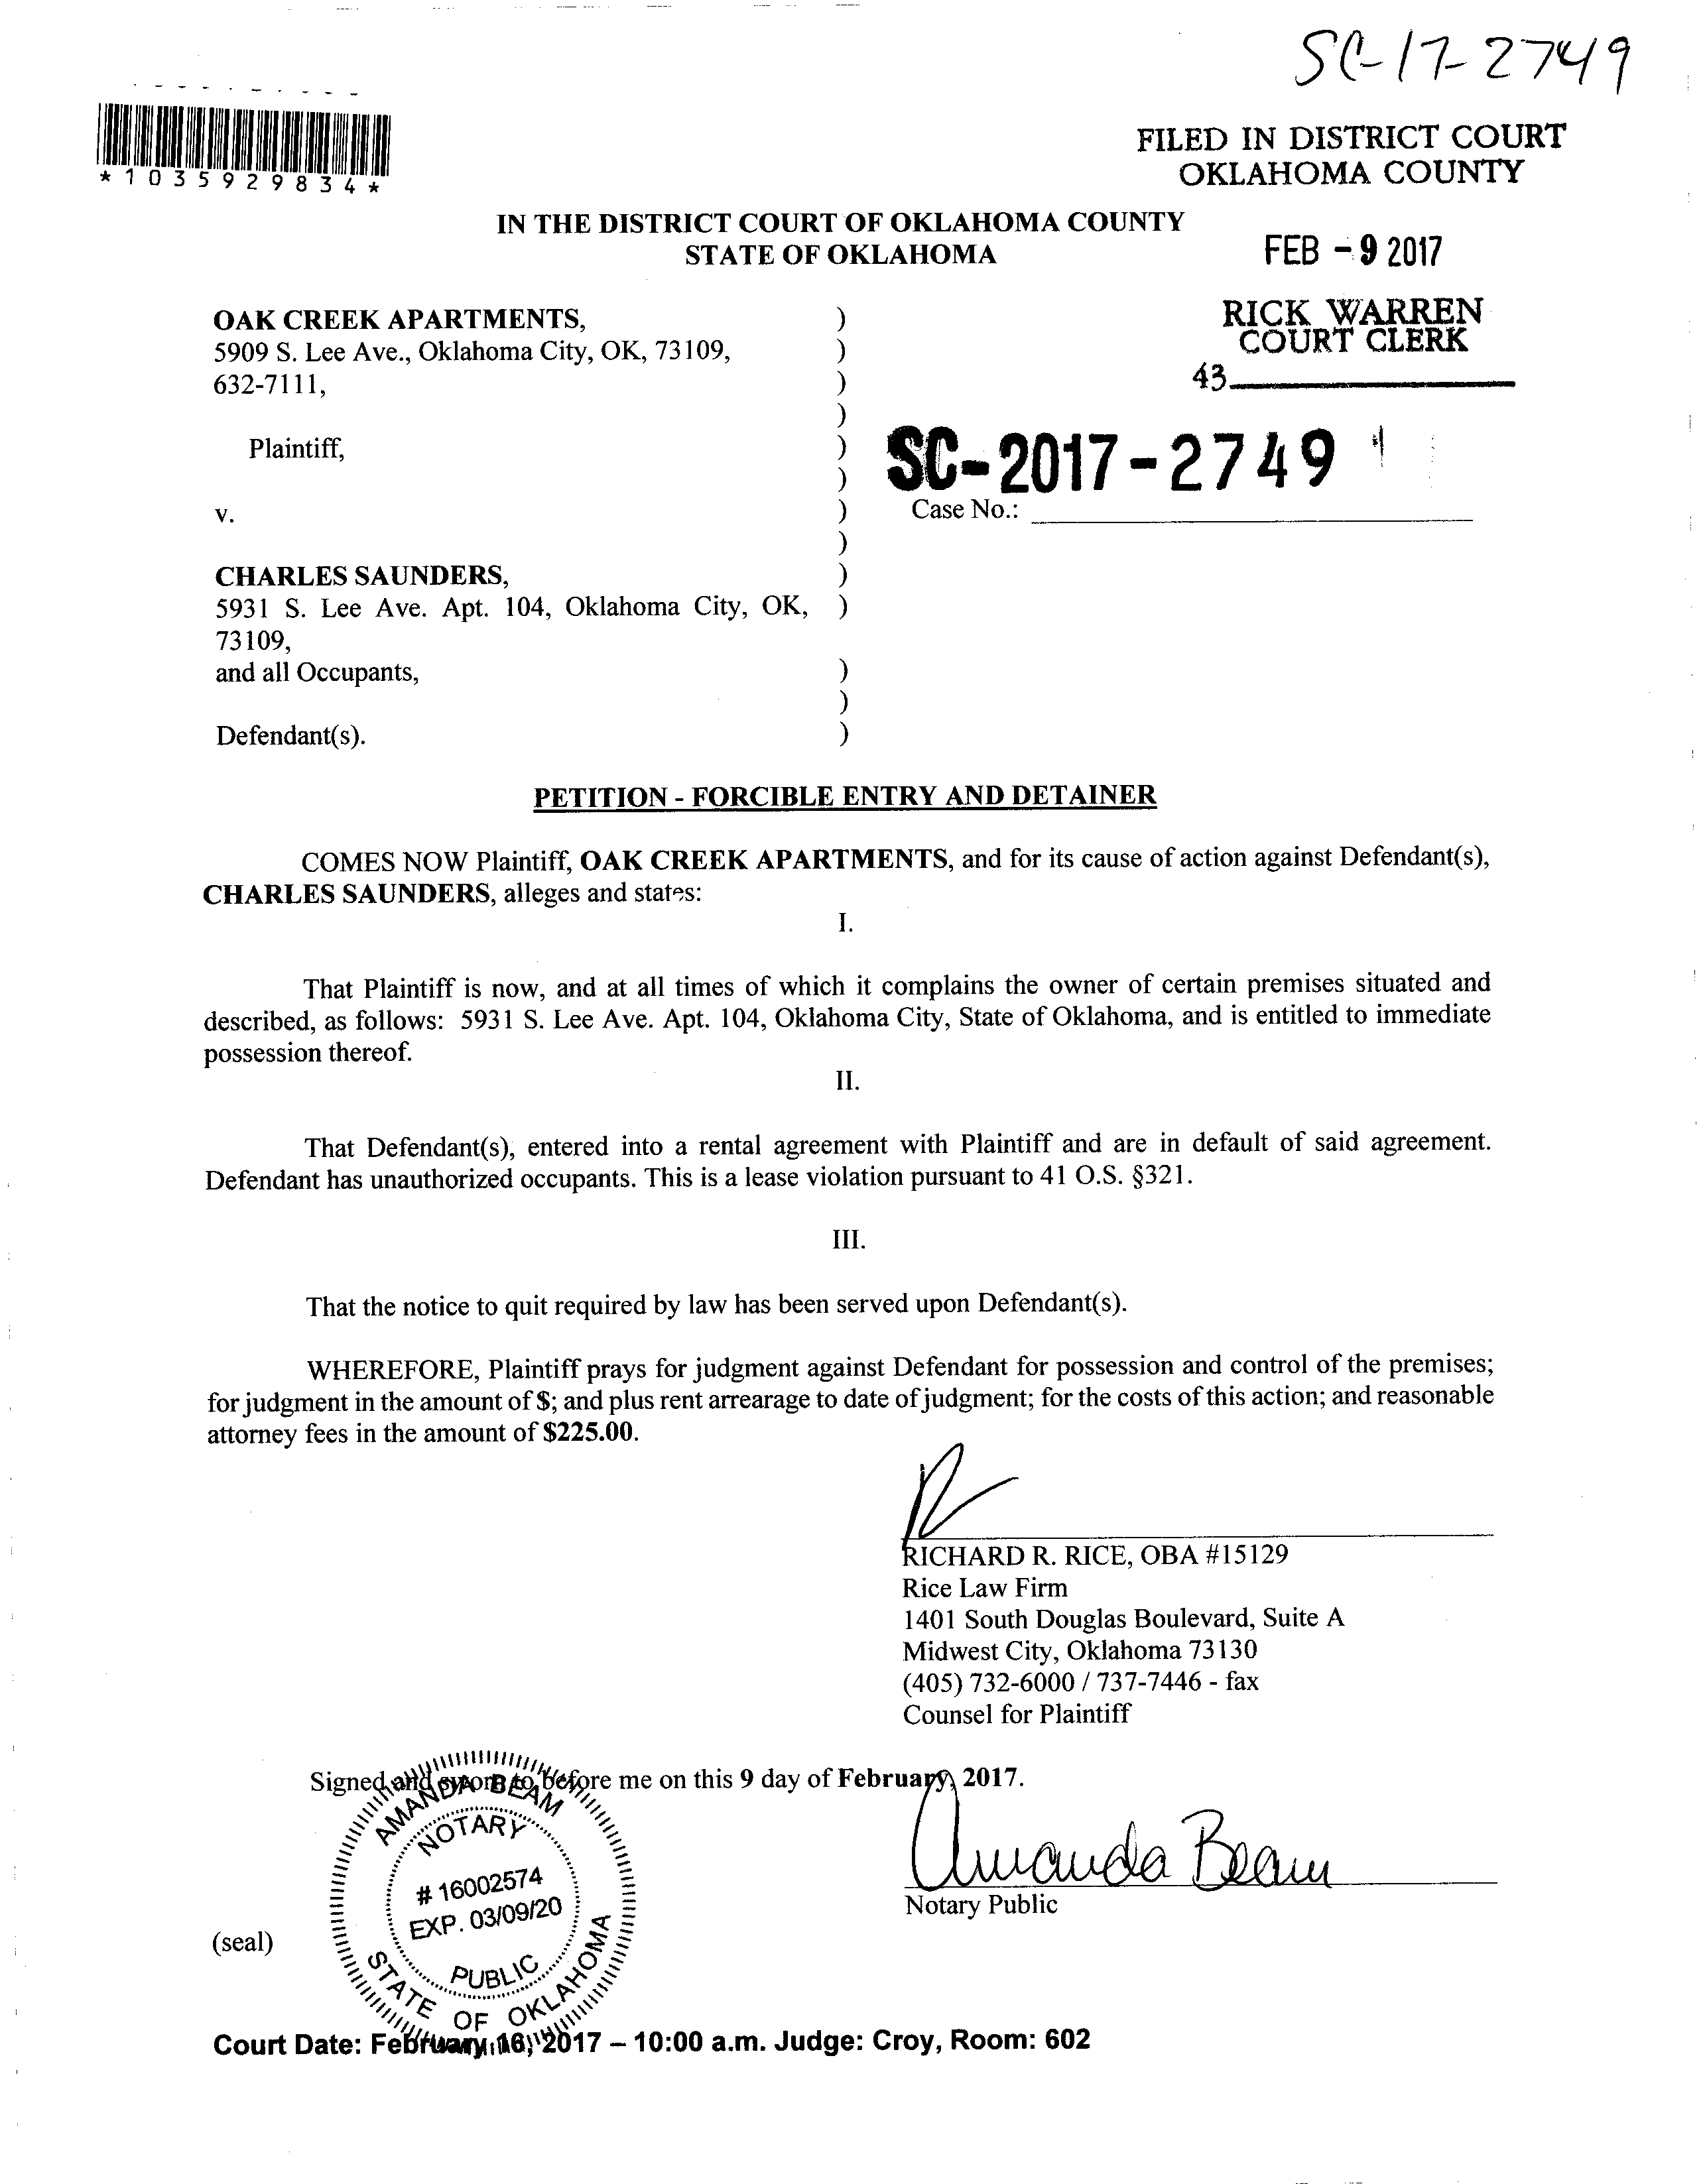 SC-17-2749
*1035929834*
FILED IN DISTRICT COURT
OKLAHOMA COUNTY
IN THE DISTRICT COURT OF OKLAHOMA COUNTY
STATE OF OKLAHOMA
FEB - 9 2017
RICK WARREN
COURT CLERK
43
OAK CREEK APARTMENTS, )
5909 S. Lee Ave., Oklahoma City, OK, 73109, )
632-7111, )
)
Plaintiff, )
)
SC-2017-2749
v. ) Case No.:
)
CHARLES SAUNDERS, )
5931 S. Lee Ave. Apt. 104, Oklahoma City, OK, )
73109,
and all Occupants, )
)
Defendant(s). )
PETITION - FORCIBLE ENTRY AND DETAINER
COMES NOW Plaintiff, OAK CREEK APARTMENTS, and for its cause of action against Defendant(s),
CHARLES SAUNDERS, alleges and states:
I.
That Plaintiff is now, and at all times of which it complains the owner of certain premises situated and
described, as follows: 5931 S. Lee Ave. Apt. 104, Oklahoma City, State of Oklahoma, and is entitled to immediate
possession thereof.
II.
That Defendant(s), entered into a rental agreement with Plaintiff and are in default of said agreement.
Defendant has unauthorized occupants. This is a lease violation pursuant to 41 O.S. §321.
III.
That the notice to quit required by law has been served upon Defendant(s).
WHEREFORE, Plaintiff prays for judgment against Defendant for possession and control of the premises;
for judgment in the amount of $; and plus rent arrearage to date of judgment; for the costs of this action; and reasonable
attorney fees in the amount of $225.00.
RICHARD R. RICE, OBA #15129
Rice Law Firm
1401 South Douglas Boulevard, Suite A
Midwest City, Oklahoma 73130
(405) 732-6000 / 737-7446 - fax
Counsel for Plaintiff
Signed and sworn to before me on this 9 day of February, 2017.
AMANDA BEAM
NOTARY
# 16002574
EXP. 03/09/20
PUBLIC
STATE OF OKLAHOMA
Amanda Beam
Notary Public
(seal)
Court Date: February 16, 2017 – 10:00 a.m. Judge: Croy, Room: 602